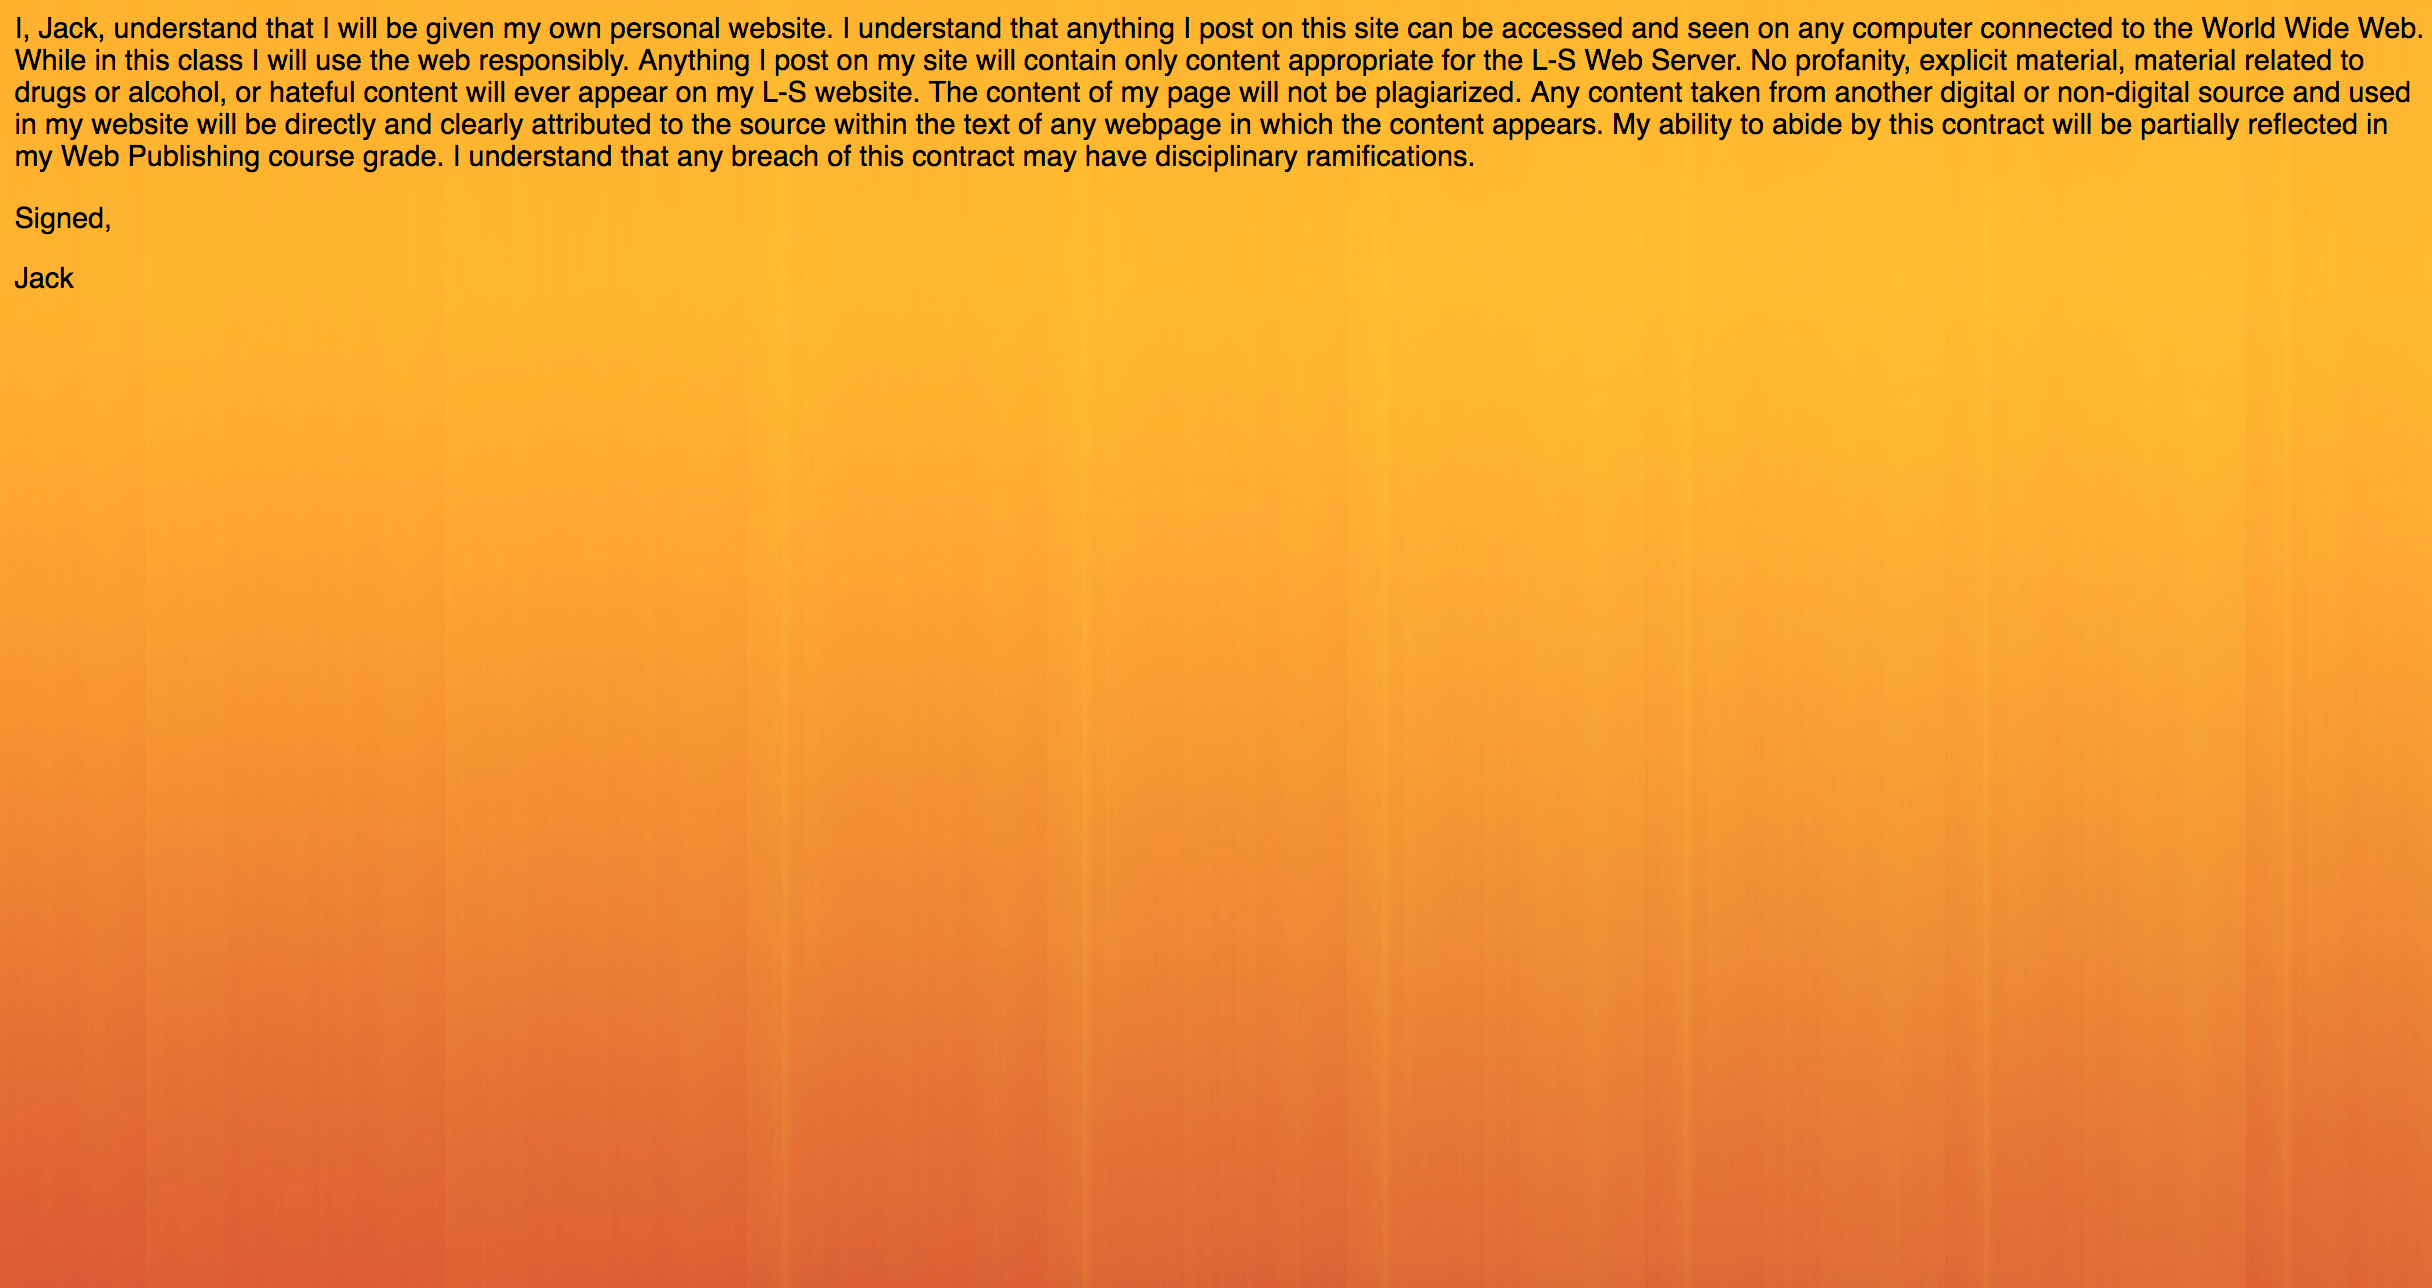 I, Jack, understand that I will be given my own personal website. I understand that anything I post on this site can be accessed and seen on any computer connected to the World Wide Web.
While in this class I will use the web responsibly. Anything I post on my site will contain only content appropriate for the L-S Web Server. No profanity, explicit material, material related to
drugs or alcohol, or hateful content will ever appear on my L-S website. The content of my page will not be plagiarized. Any content taken from another digital or non-digital source and used
in my website will be directly and clearly attributed to the source within the text of any webpage in which the content appears. My ability to abide by this contract will be partially reflected in
my Web Publishing course grade. I understand that any breach of this contract may have disciplinary ramifications.
Signed,
Jack